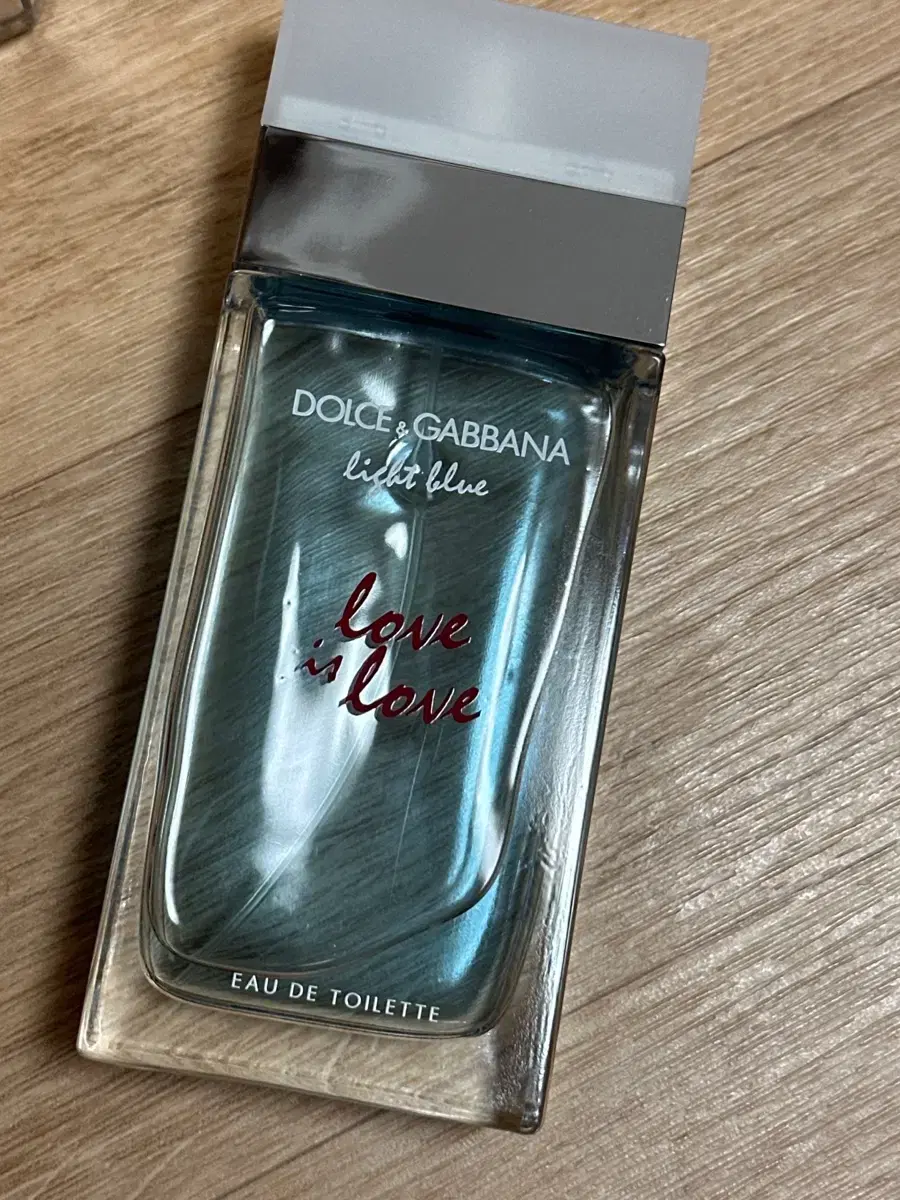 DOLCE & GABBANA
light blue
love
is
love
EAU DE TOILETTE